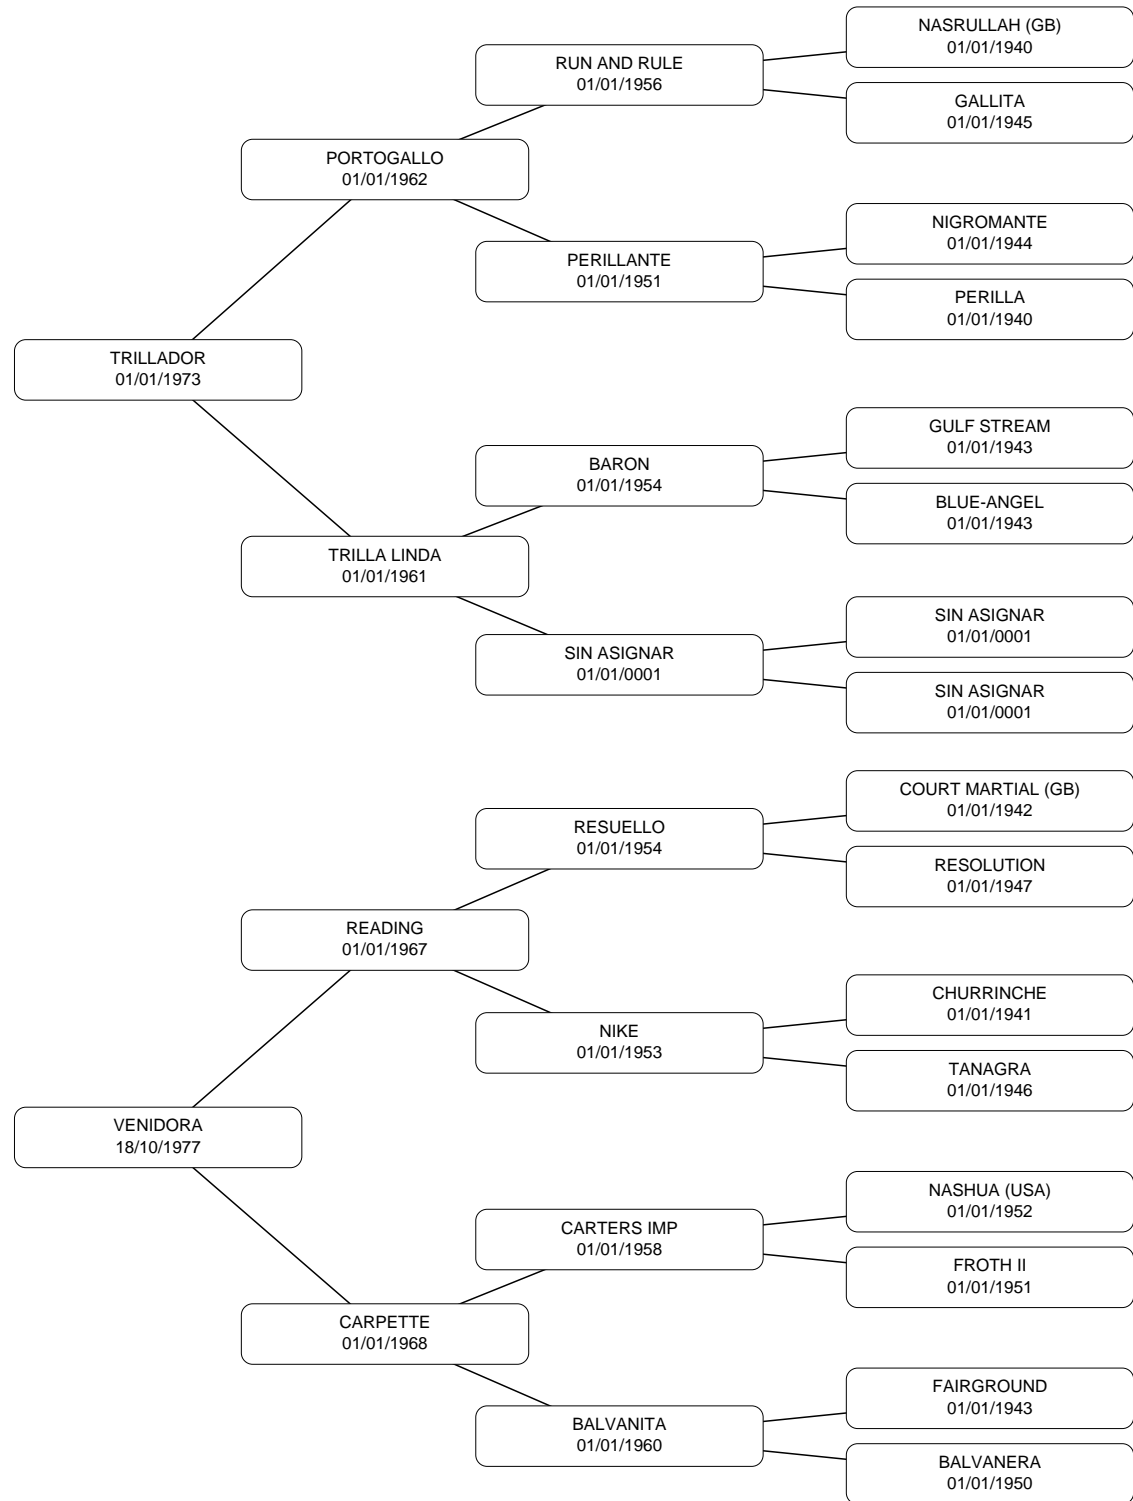 NASRULLAH (GB)
01/01/1940
RUN AND RULE
01/01/1956
GALLITA
01/01/1945
PORTOGALLO
01/01/1962
NIGROMANTE
01/01/1944
PERILLANTE
01/01/1951
PERILLA
01/01/1940
TRILLADOR
01/01/1973
GULF STREAM
01/01/1943
BARON
01/01/1954
BLUE-ANGEL
01/01/1943
TRILLA LINDA
01/01/1961
SIN ASIGNAR
01/01/0001
SIN ASIGNAR
01/01/0001
SIN ASIGNAR
01/01/0001
COURT MARTIAL (GB)
01/01/1942
RESUELLO
01/01/1954
RESOLUTION
01/01/1947
READING
01/01/1967
CHURRINCHE
01/01/1941
NIKE
01/01/1953
TANAGRA
01/01/1946
VENIDORA
18/10/1977
NASHUA (USA)
01/01/1952
CARTERS IMP
01/01/1958
FROTH II
01/01/1951
CARPETTE
01/01/1968
FAIRGROUND
01/01/1943
BALVANITA
01/01/1960
BALVANERA
01/01/1950